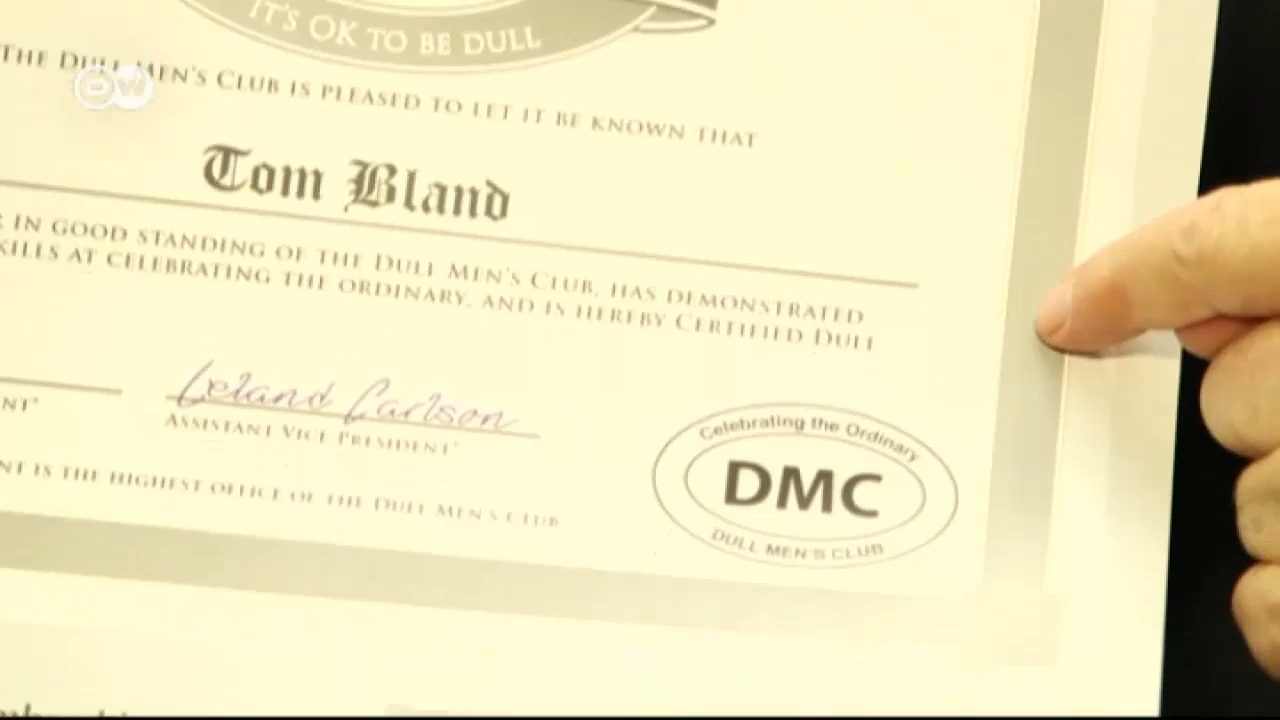 IT'S OK TO BE DULL
THE DULL MEN'S CLUB IS PLEASED TO LET IT BE KNOWN THAT
DW
Tom Bland
IN GOOD STANDING OF THE DULL MEN'S CLUB, HAS DEMONSTRATED
KILLS AT CELEBRATING THE ORDINARY, AND IS HEREBY CERTIFIED DULL
Leland Carlson
NT*
ASSISTANT VICE PRESIDENT*
NT IS THE HIGHEST OFFICE OF THE DULL MEN'S CLUB
Celebrating the Ordinary
DMC
DULL MEN'S CLUB